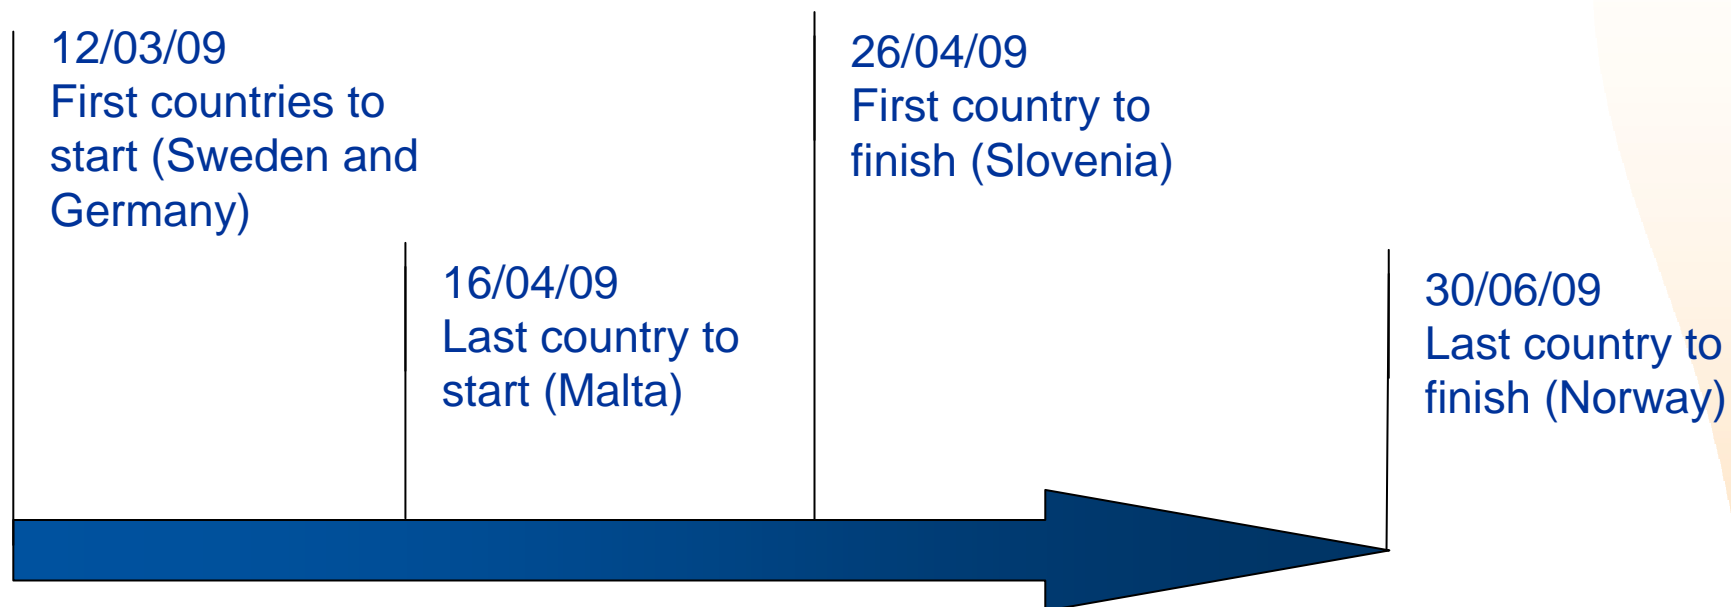 12/03/09
First countries to
start (Sweden and
Germany)
16/04/09
Last country to
start (Malta)
26/04/09
First country to
finish (Slovenia)
30/06/09
Last country to
finish (Norway)